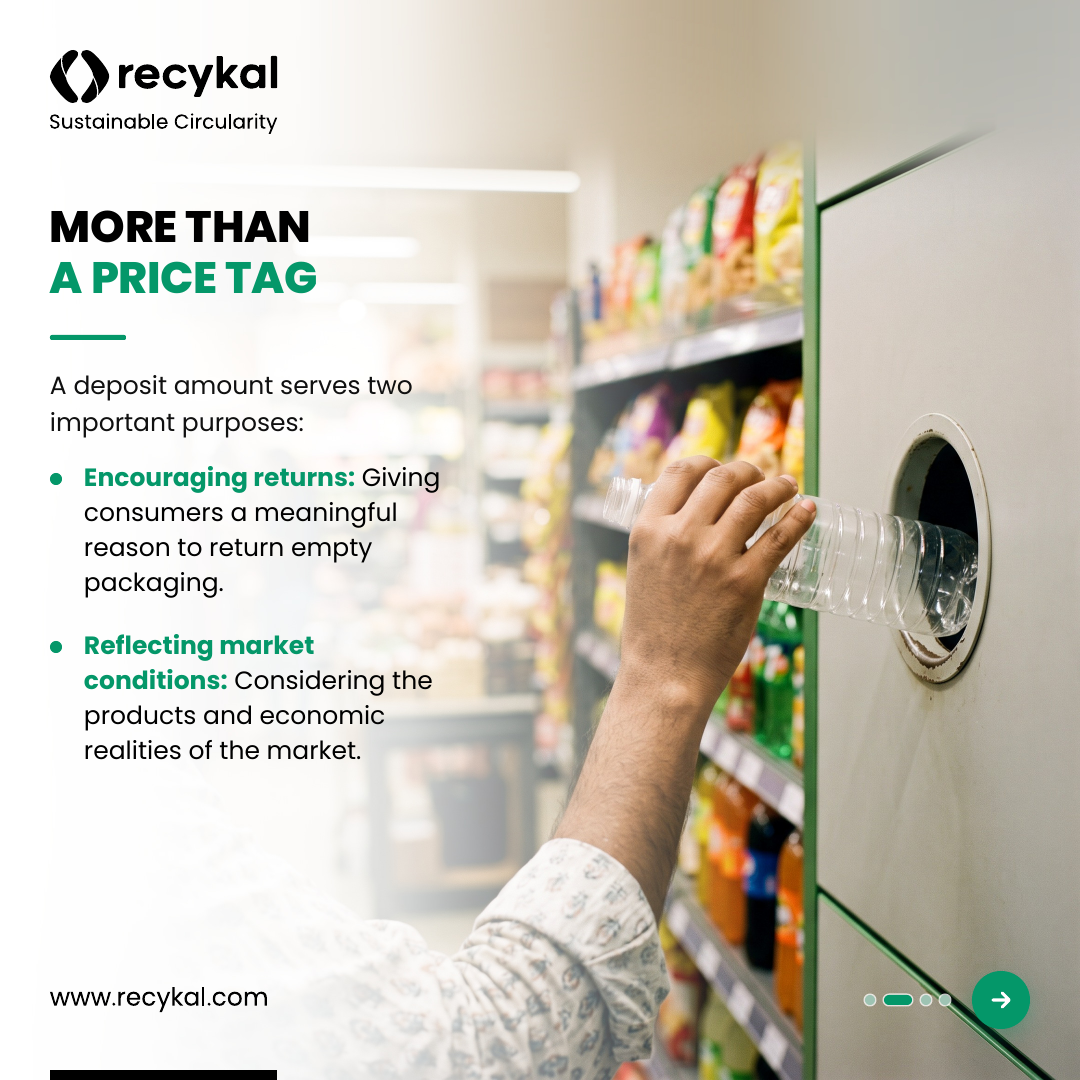 recykal
Sustainable Circularity
MORE THAN
A PRICE TAG
A deposit amount serves two
important purposes:
Encouraging returns: Giving
consumers a meaningful
reason to return empty
packaging.
Reflecting market
conditions: Considering the
products and economic
realities of the market.
www.recykal.com